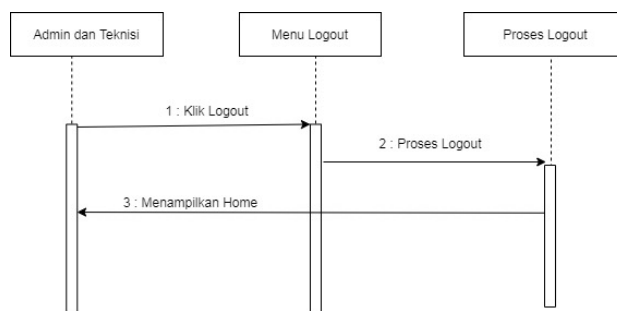 Admin dan Teknisi
Menu Logout
Proses Logout
1 : Klik Logout
2 : Proses Logout
3 : Menampilkan Home